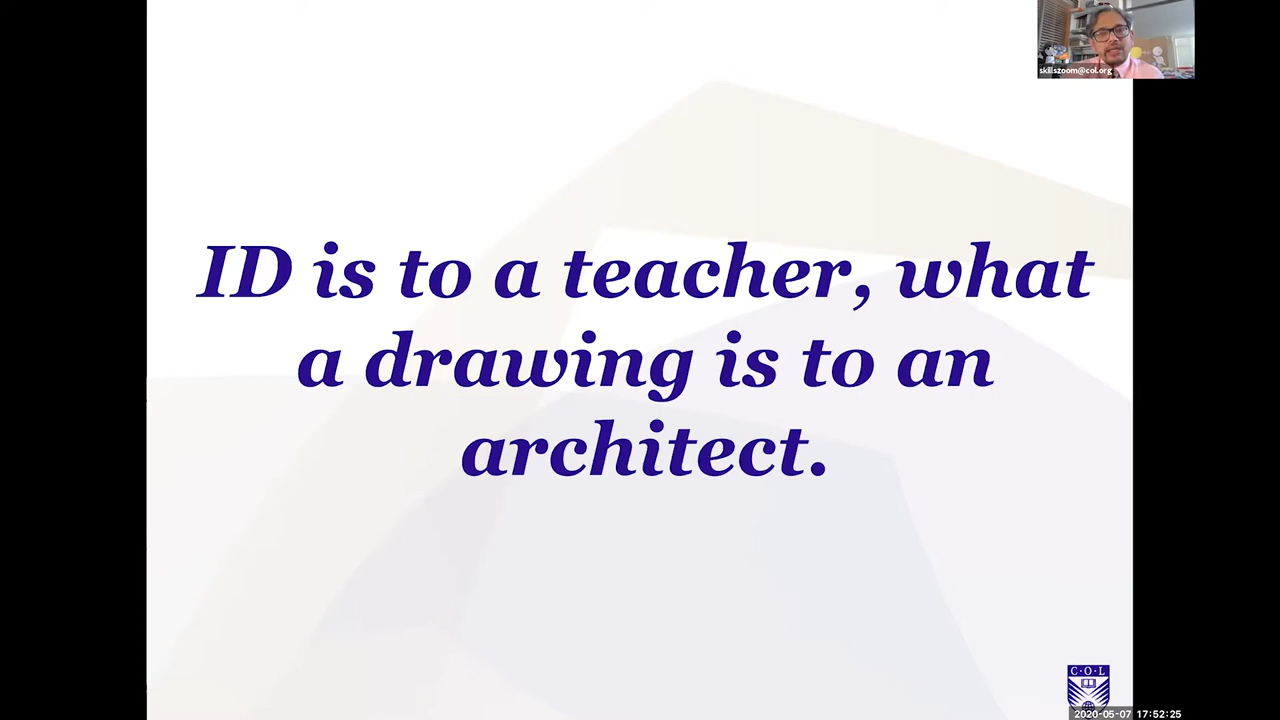 skillszoom@col.org
ID is to a teacher, what
a drawing is to an
architect.
C·O·L
2020-05-07 17:52:25